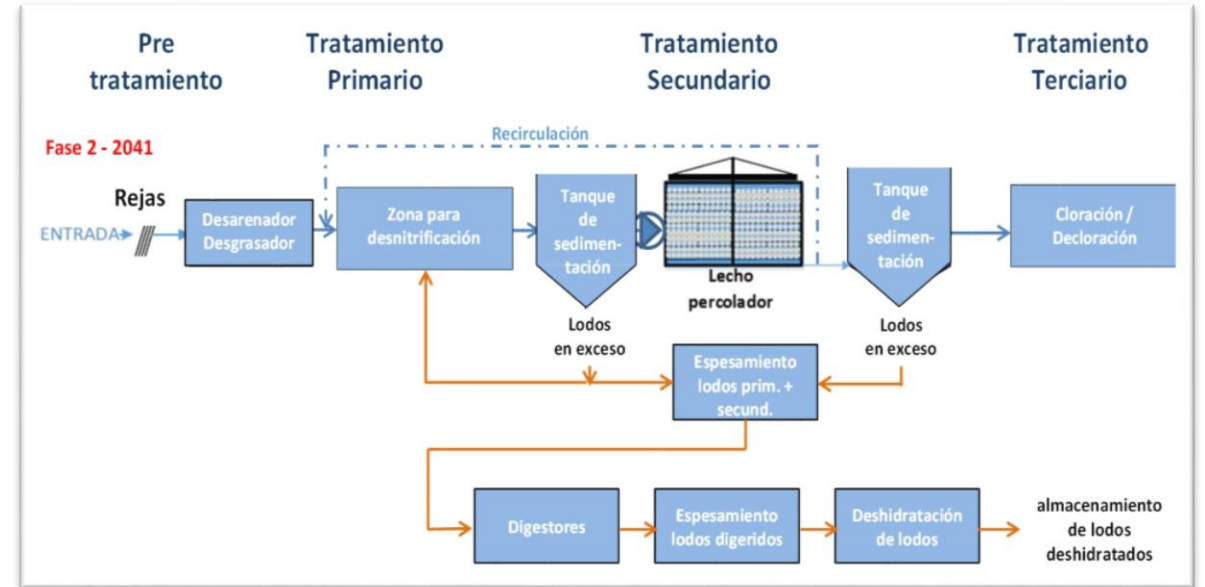 Pre
tratamiento
Tratamiento
Primario
Tratamiento
Secundario
Tratamiento
Terciario
Fase 2 - 2041
Recirculación
Rejas
ENTRADA
Desarenador
Desgrasador
Zona para
desnitrificación
Tanque
de
sedimen-
tación
Lecho
percolador
Tanque
de
sedimen-
tación
Cloración /
Decloración
Lodos
en exceso
Lodos
en exceso
Espesamiento
lodos prim. +
secund.
Digestores
Espesamiento
lodos digeridos
Deshidratación
de lodos
almacenamiento
de lodos
deshidratados